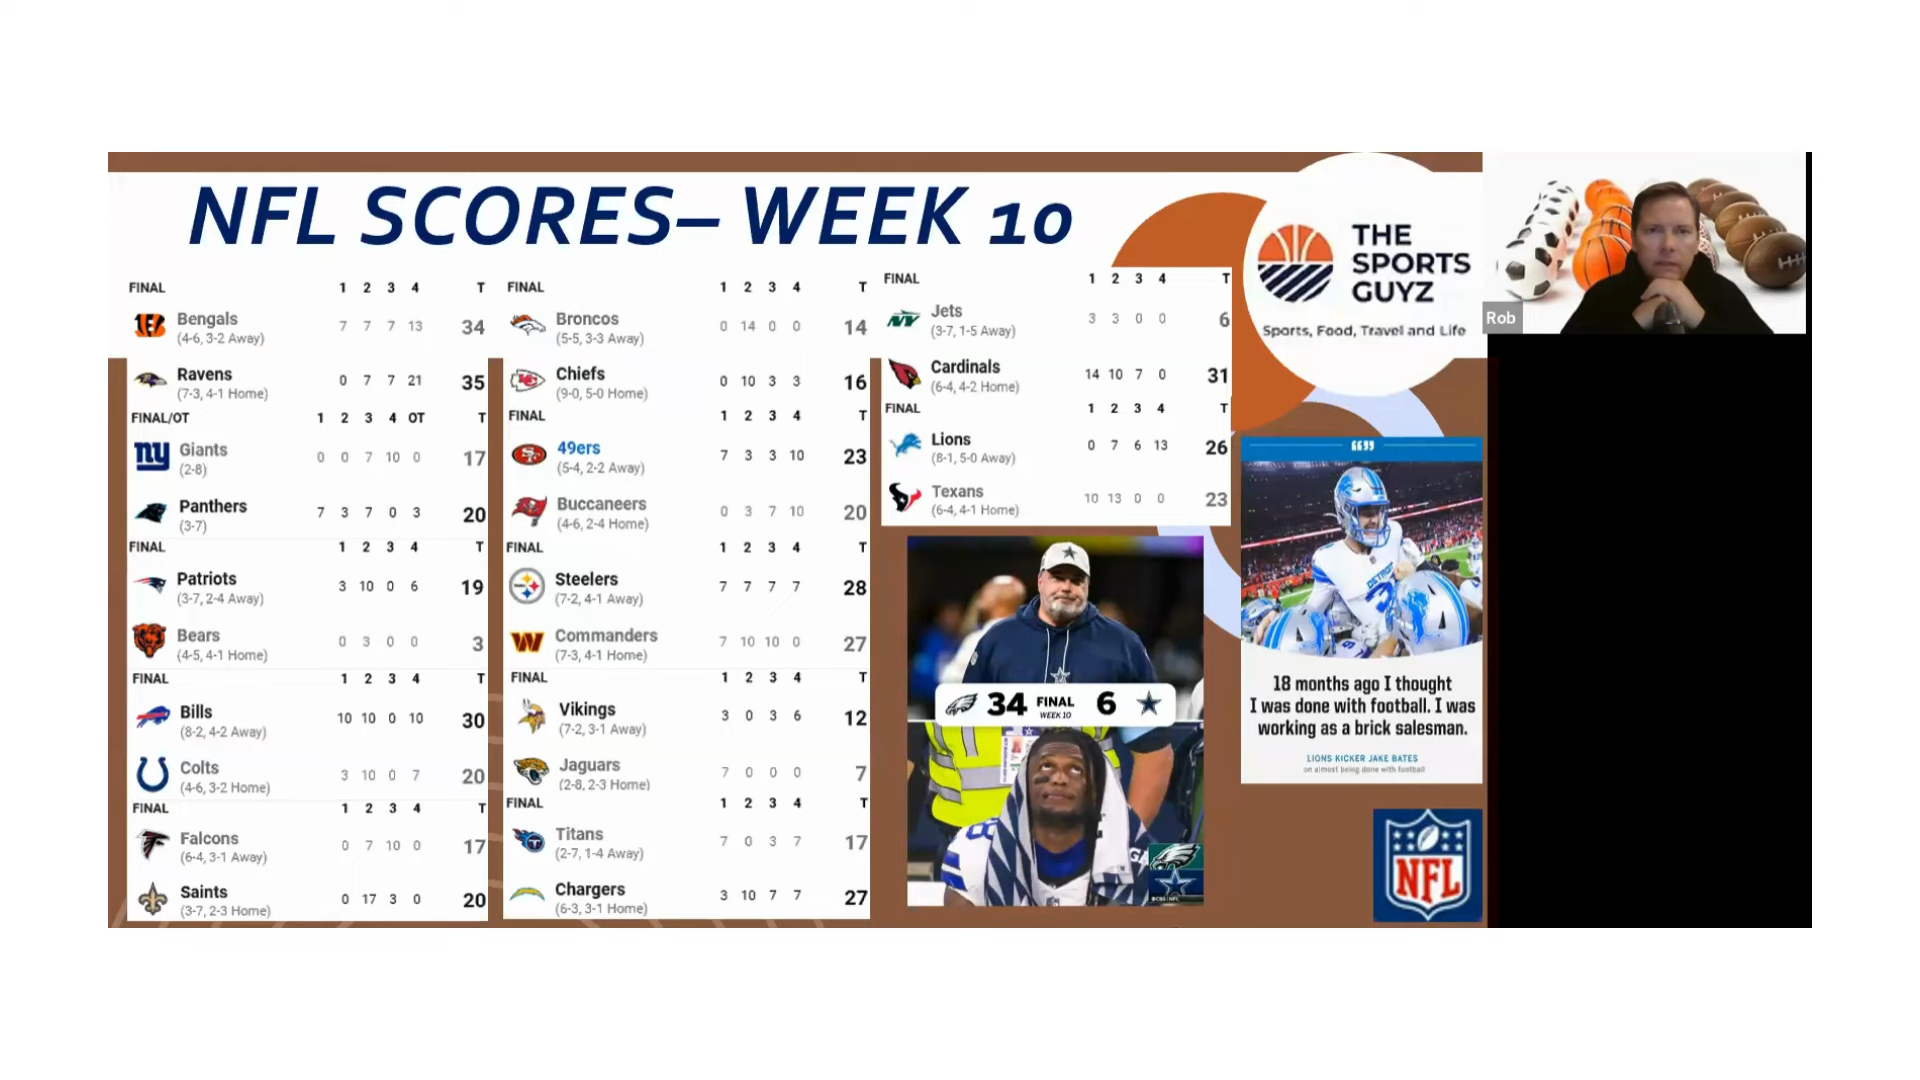 NFL SCORES– WEEK 10
FINAL 1 2 3 4 T
Bengals 7 7 7 13 34
(4-6, 3-2 Away)
Ravens 0 7 7 21 35
(7-3, 4-1 Home)
FINAL/OT 1 2 3 4 OT T
Giants 0 0 7 10 0 17
(2-8)
Panthers 7 3 7 0 3 20
(3-7)
FINAL 1 2 3 4 T
Patriots 3 10 0 6 19
(3-7, 2-4 Away)
Bears 0 3 0 0 3
(4-5, 4-1 Home)
FINAL 1 2 3 4 T
Bills 10 10 0 10 30
(8-2, 4-2 Away)
Colts 3 10 0 7 20
(4-6, 3-2 Home)
FINAL 1 2 3 4 T
Falcons 0 7 10 0 17
(6-4, 3-1 Away)
Saints 0 17 3 0 20
(3-7, 2-3 Home)
FINAL 1 2 3 4 T
Broncos 0 14 0 0 14
(5-5, 3-3 Away)
Chiefs 0 10 3 3 16
(9-0, 5-0 Home)
FINAL 1 2 3 4 T
49ers 7 3 3 10 23
(5-4, 2-2 Away)
Buccaneers 0 3 7 10 20
(4-6, 2-4 Home)
FINAL 1 2 3 4 T
Steelers 7 7 7 7 28
(7-2, 4-1 Away)
Commanders 7 10 10 0 27
(7-3, 4-1 Home)
FINAL 1 2 3 4 T
Vikings 3 0 3 6 12
(7-2, 3-1 Away)
Jaguars 7 0 0 0 7
(2-8, 2-3 Home)
FINAL 1 2 3 4 T
Titans 7 0 3 7 17
(2-7, 1-4 Away)
Chargers 3 10 7 7 27
(6-3, 3-1 Home)
FINAL 1 2 3 4 T
Jets 3 3 0 0 6
(3-7, 1-5 Away)
Cardinals 14 10 7 0 31
(6-4, 4-2 Home)
FINAL 1 2 3 4 T
Lions 0 7 6 13 26
(8-1, 5-0 Away)
Texans 10 13 0 0 23
(6-4, 4-1 Home)
34 FINAL 6
WEEK 10
THE
SPORTS
GUYZ
Sports, Food, Travel and Life
Rob
18 months ago I thought
I was done with football. I was
working as a brick salesman.
LIONS KICKER JAKE BATES
on almost being done with football
NFL